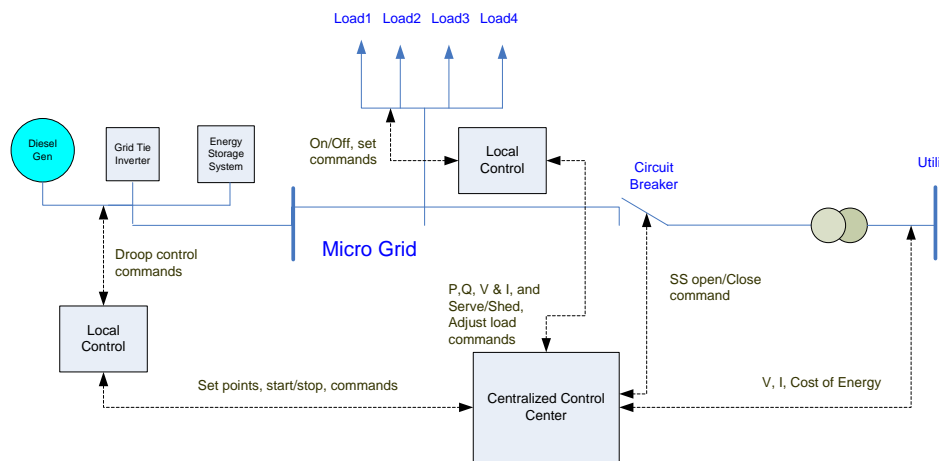 Load1
Load2
Load3
Load4
Diesel
Gen
Grid Tie
Inverter
Energy
Storage
System
On/Off, set
commands
Local
Control
Circuit
Breaker
Utili
Micro Grid
Droop control
commands
SS open/Close
command
P,Q, V & I, and
Serve/Shed,
Adjust load
commands
Local
Control
Set points, start/stop, commands
Centralized Control
Center
V, I, Cost of Energy